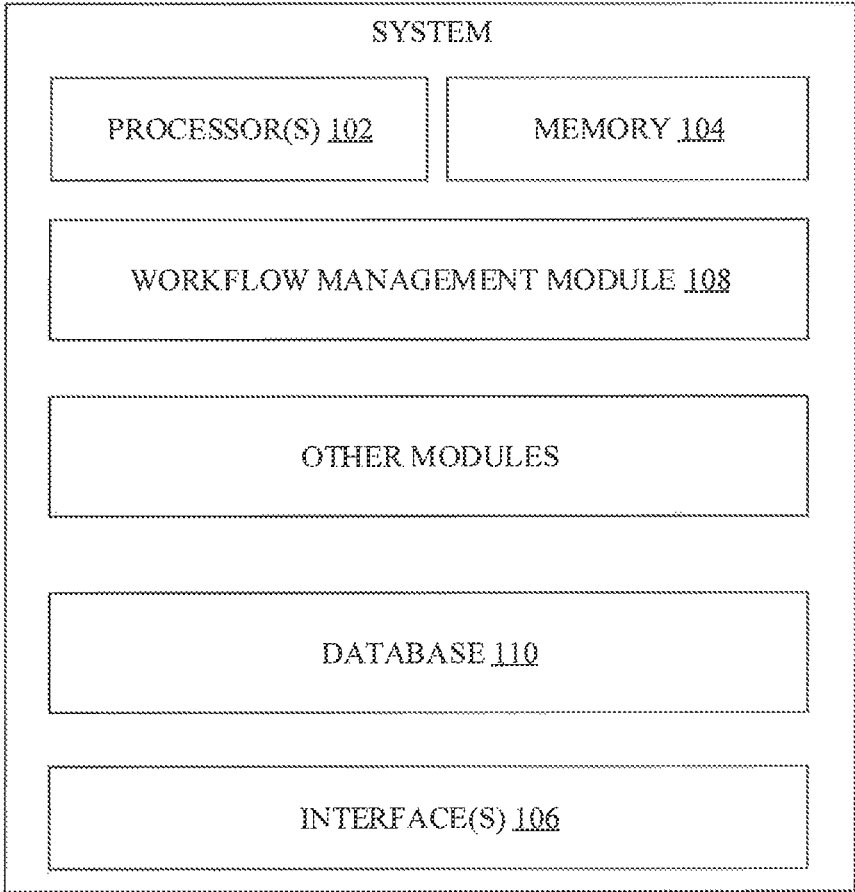 SYSTEM
PROCESSOR(S) 102
MEMORY 104
WORKFLOW MANAGEMENT MODULE 108
OTHER MODULES
DATABASE 110
INTERFACE(S) 106